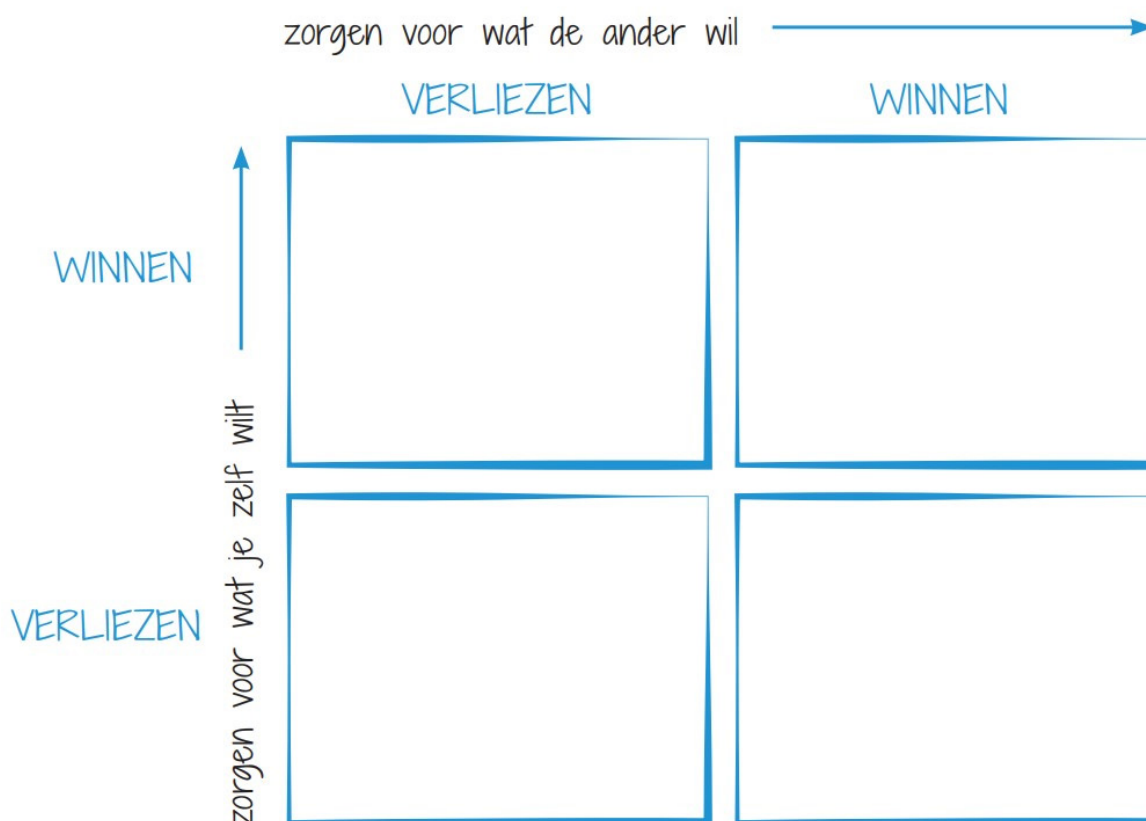 zorgen voor wat de ander wil
VERLIEZEN
WINNEN
WINNEN
zorgen voor wat je zelf wilt
VERLIEZEN